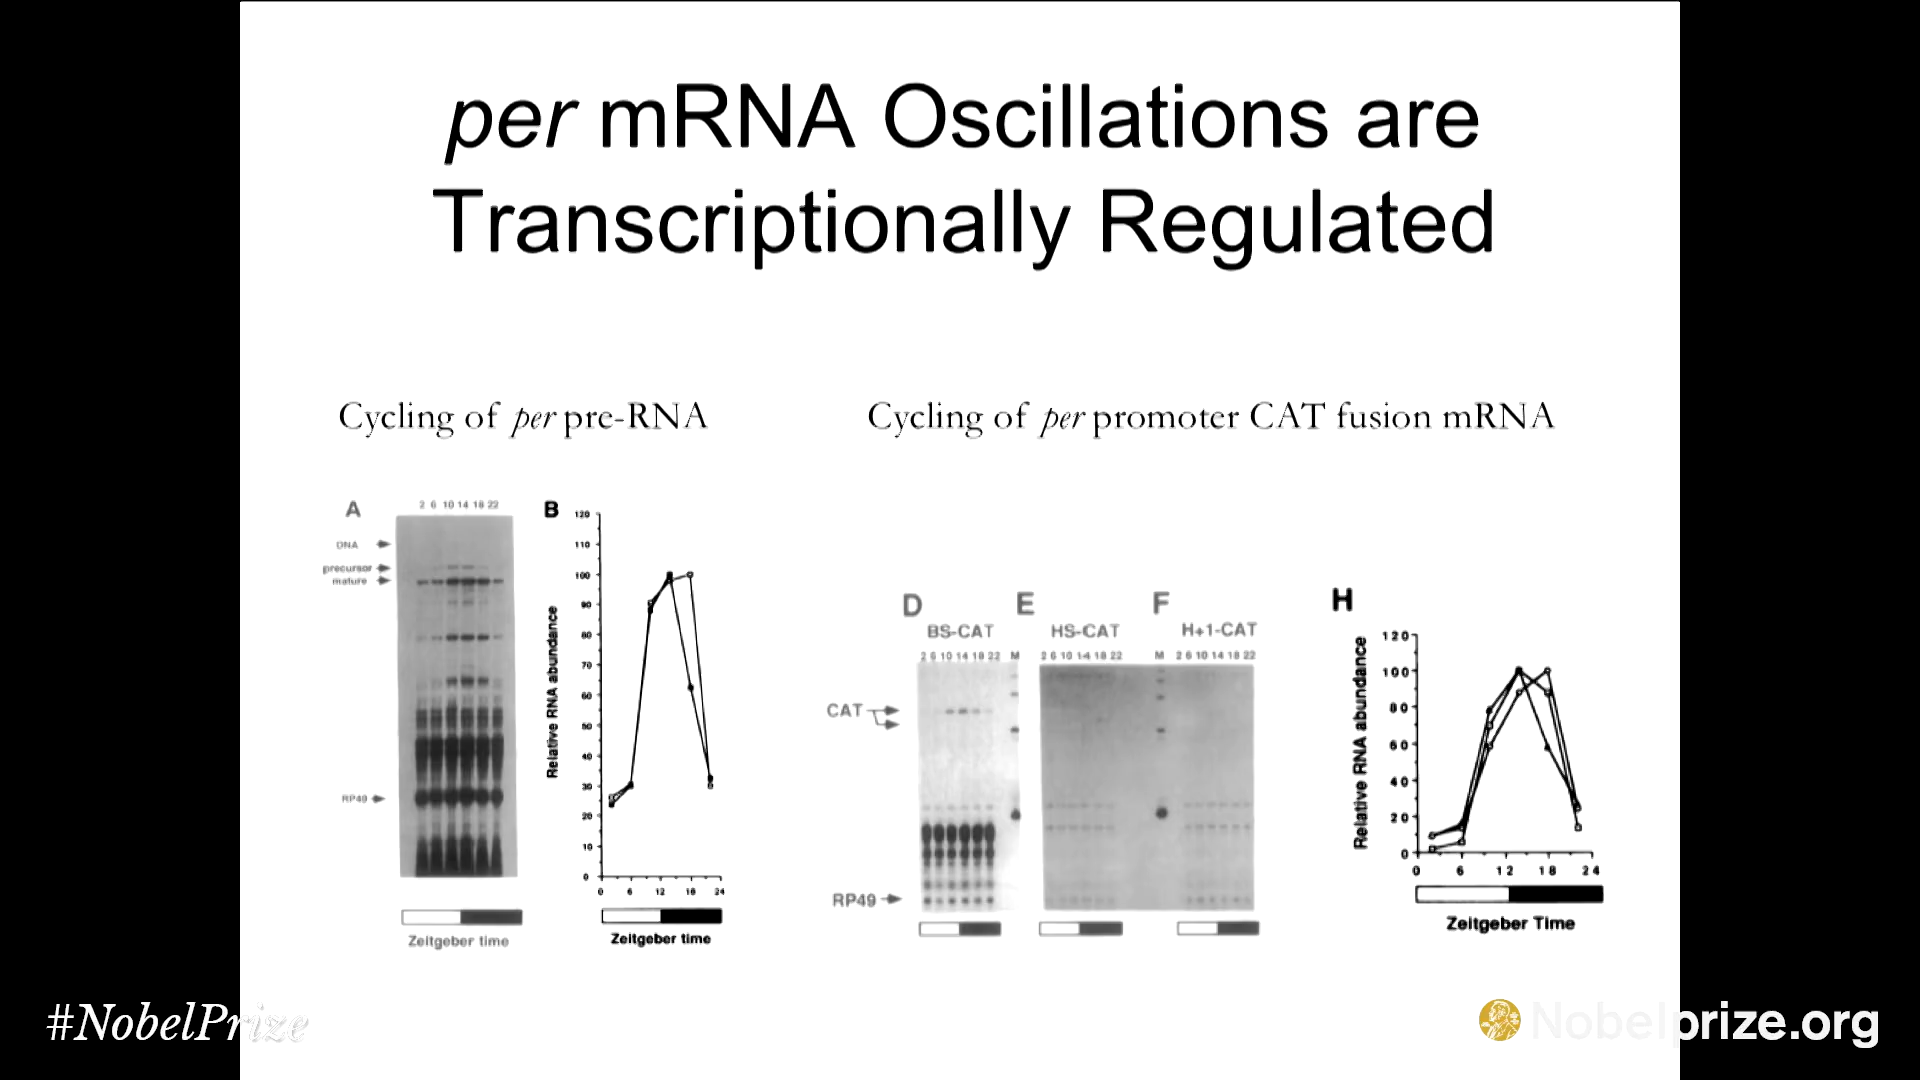 per mRNA Oscillations are
Transcriptionally Regulated
Cycling of per pre-RNA
Cycling of per promoter CAT fusion mRNA
A
2 6 10 14 18 22
DNA
precursor
mature
RP49
Zeitgeber time
B
120
110
100
90
80
70
60
50
40
30
20
10
0
Relative RNA abundance
0 6 12 18 24
Zeitgeber time
D
E
F
BS-CAT
HS-CAT
H+1-CAT
2 6 10 14 18 22 M
2 6 10 14 18 22
M 2 6 10 14 18 22
CAT
RP49
H
120
100
80
60
40
20
0
Relative RNA abundance
0 6 12 18 24
Zeitgeber Time
#NobelPrize
Nobelprize.org